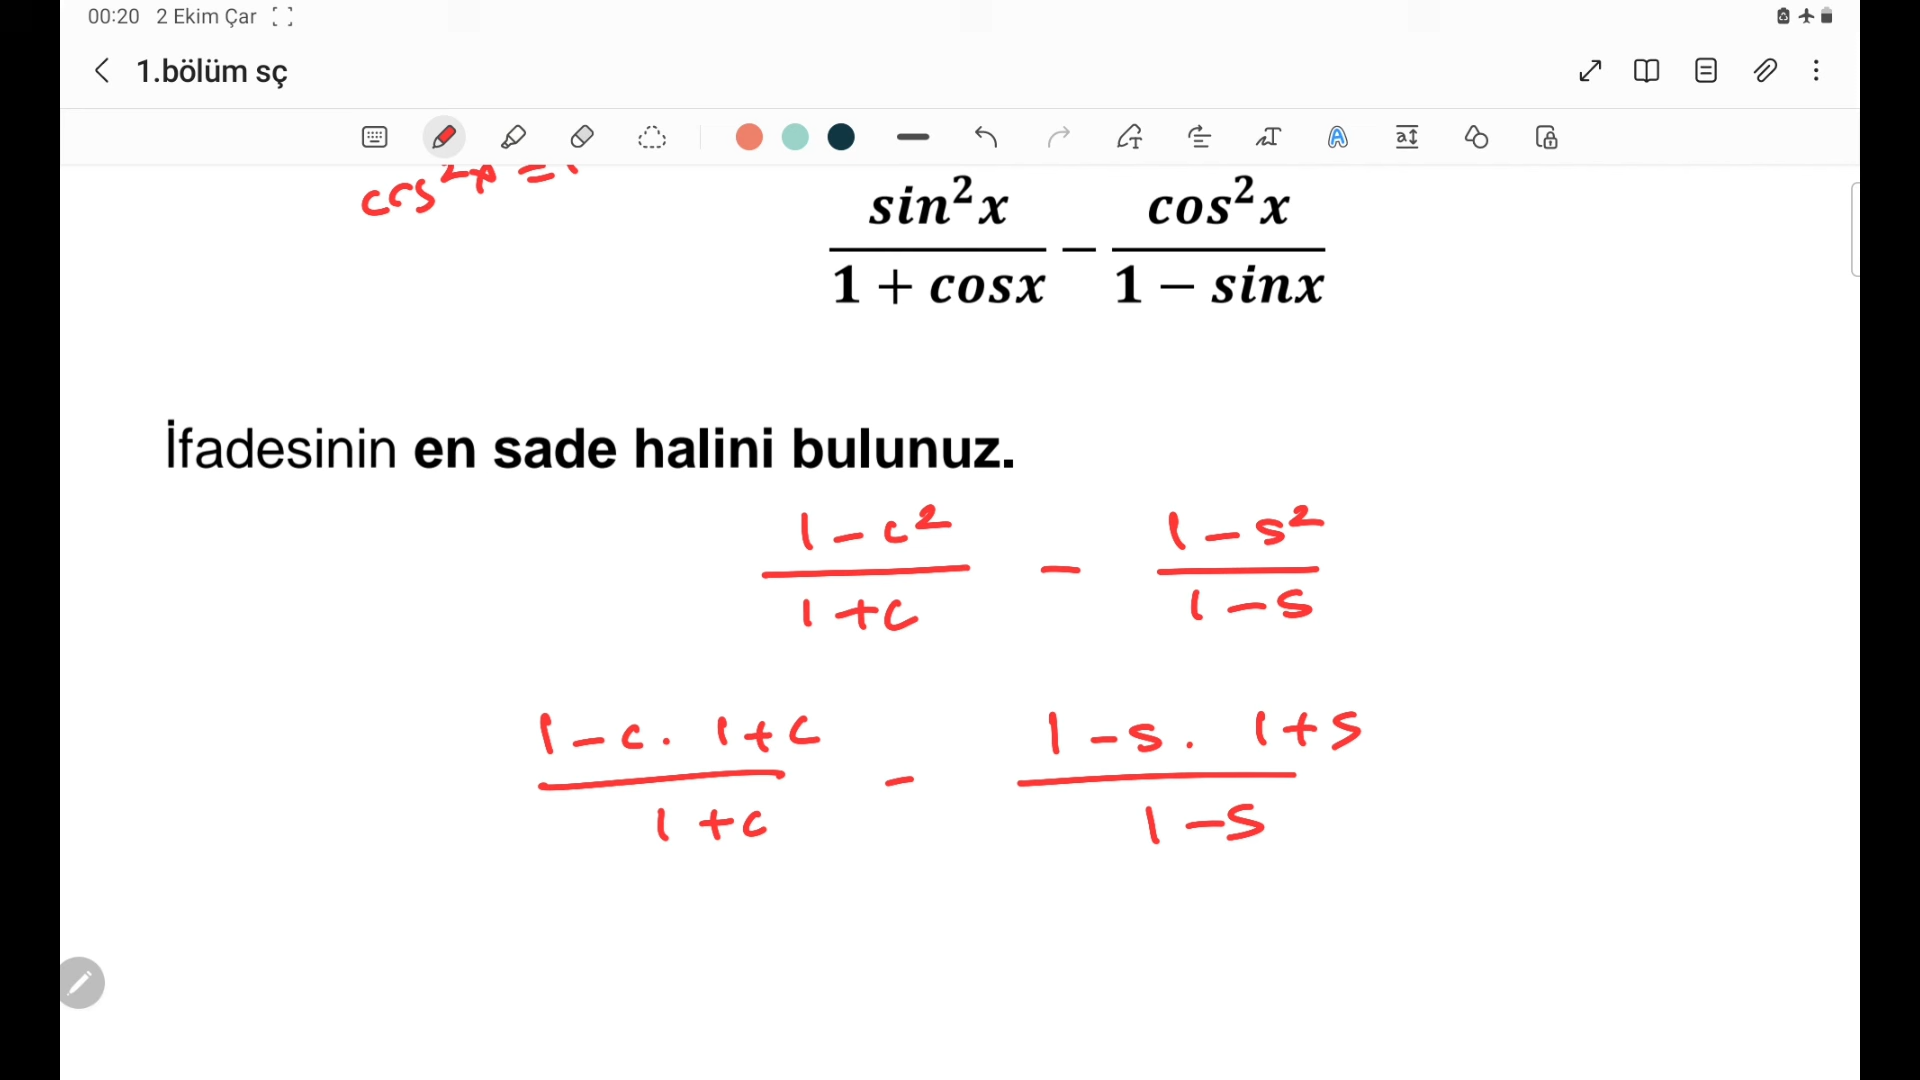 00:20 2 Ekim Çar
1.bölüm sç
cos²x =
sin²x / 1 + cosx − cos²x / 1 − sinx
İfadesinin en sade halini bulunuz.
1 − c² / 1 + c − 1 − s² / 1 − s
1 − c . 1 + c / 1 + c − 1 − s . 1 + s / 1 − s